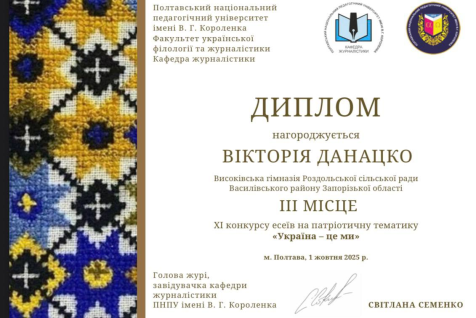 Полтавський національний
педагогічний університет
імені В. Г. Короленка
Факультет української
філології та журналістики
Кафедра журналістики
КАФЕДРА
ЖУРНАЛІСТИКИ
ДИПЛОМ
нагороджується
ВІКТОРІЯ ДАНАЦКО
Високівська гімназія Роздольської сільської ради
Василівського району Запорізької області
ІІІ МІСЦЕ
ХІ конкурсу есеїв на патріотичну тематику
«Україна – це ми»
м. Полтава, 1 жовтня 2025 р.
Голова журі,
завідувачка кафедри
журналістики
ПНПУ імені В. Г. Короленка
СВІТЛАНА СЕМЕНКО